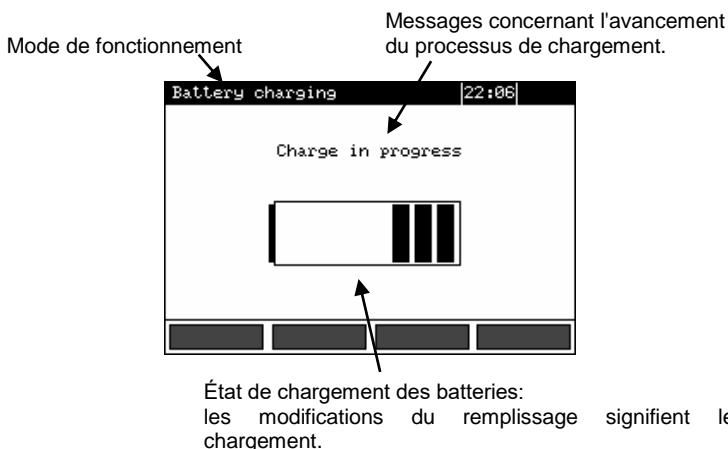 Messages concernant l'avancement
du processus de chargement.
Mode de fonctionnement
Battery charging 22:06
Charge in progress
État de chargement des batteries:
les modifications du remplissage signifient le
chargement.